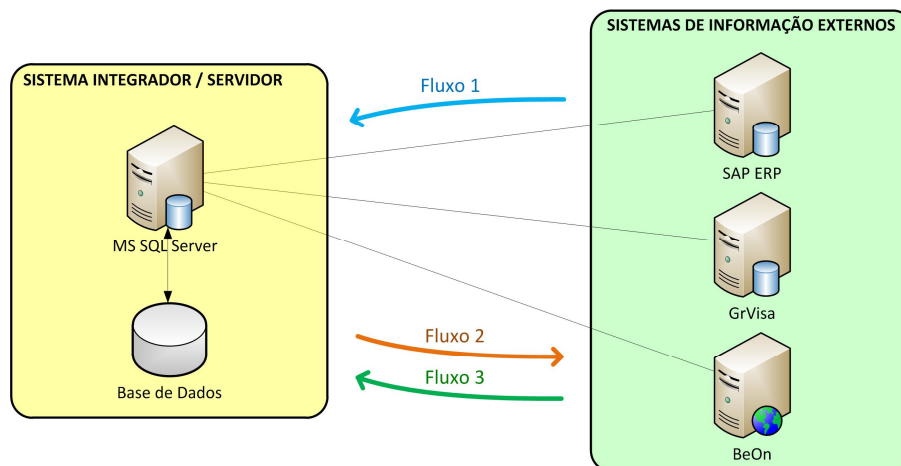 SISTEMAS DE INFORMAÇÃO EXTERNOS
SISTEMA INTEGRADOR / SERVIDOR
Fluxo 1
SAP ERP
MS SQL Server
GrVisa
Fluxo 2
Fluxo 3
Base de Dados
BeOn